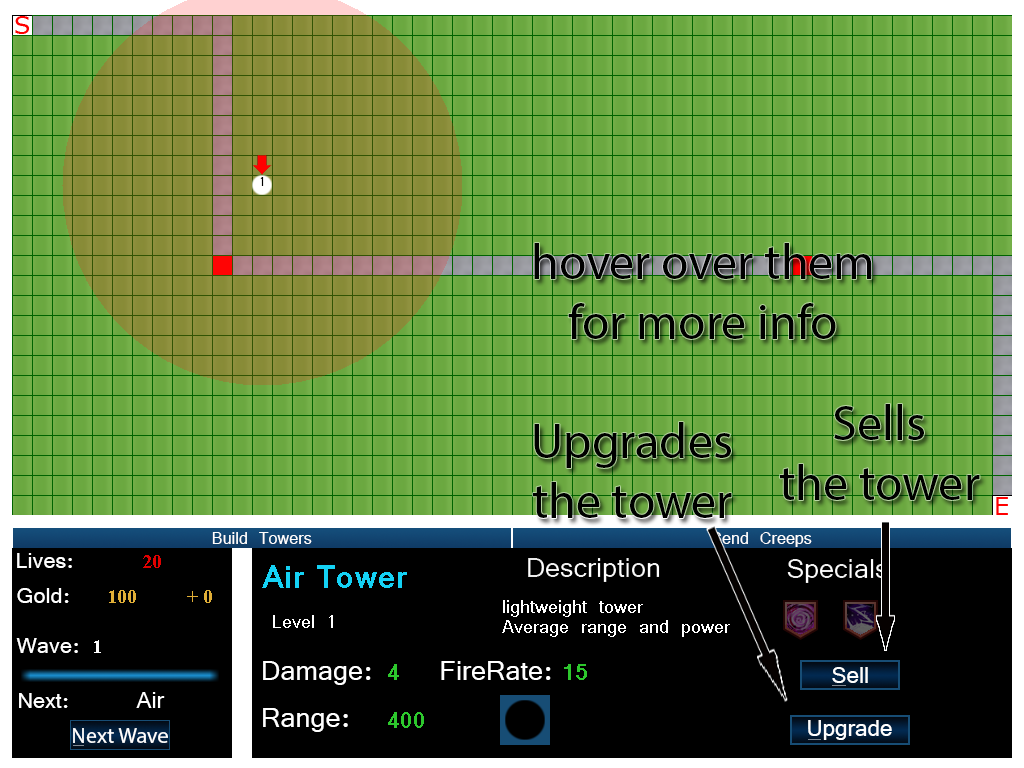 S
1
hover over them
for more info
Upgrades
the tower
Sells
the tower
E
Build Towers
Send Creeps
Lives: 20
Gold: 100 + 0
Wave: 1
Next: Air
Next Wave
Air Tower
Level 1
Damage: 4 FireRate: 15
Range: 400
Description
lightweight tower
Average range and power
Specials
Sell
Upgrade